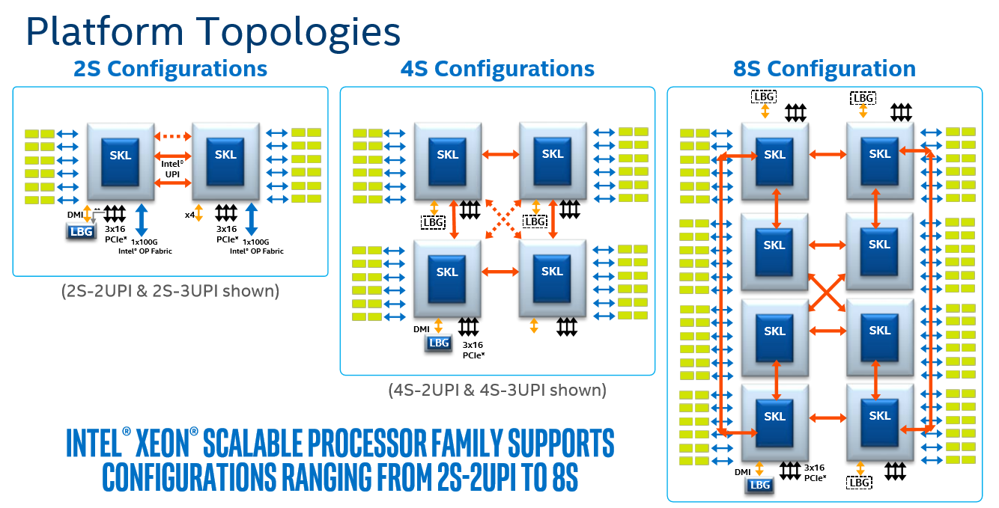 Platform Topologies
2S Configurations
SKL
SKL
Intel®
UPI
DMI
**
LBG
3x16
PCIe*
1x100G
Intel® OP Fabric
x4
3x16
PCIe*
1x100G
Intel® OP Fabric
(2S-2UPI & 2S-3UPI shown)
4S Configurations
SKL
SKL
LBG
LBG
SKL
SKL
DMI
LBG
3x16
PCIe*
(4S-2UPI & 4S-3UPI shown)
8S Configuration
LBG
LBG
SKL
SKL
SKL
SKL
SKL
SKL
SKL
SKL
DMI
LBG
3x16
PCIe*
LBG
INTEL® XEON® SCALABLE PROCESSOR FAMILY SUPPORTS
CONFIGURATIONS RANGING FROM 2S-2UPI TO 8S